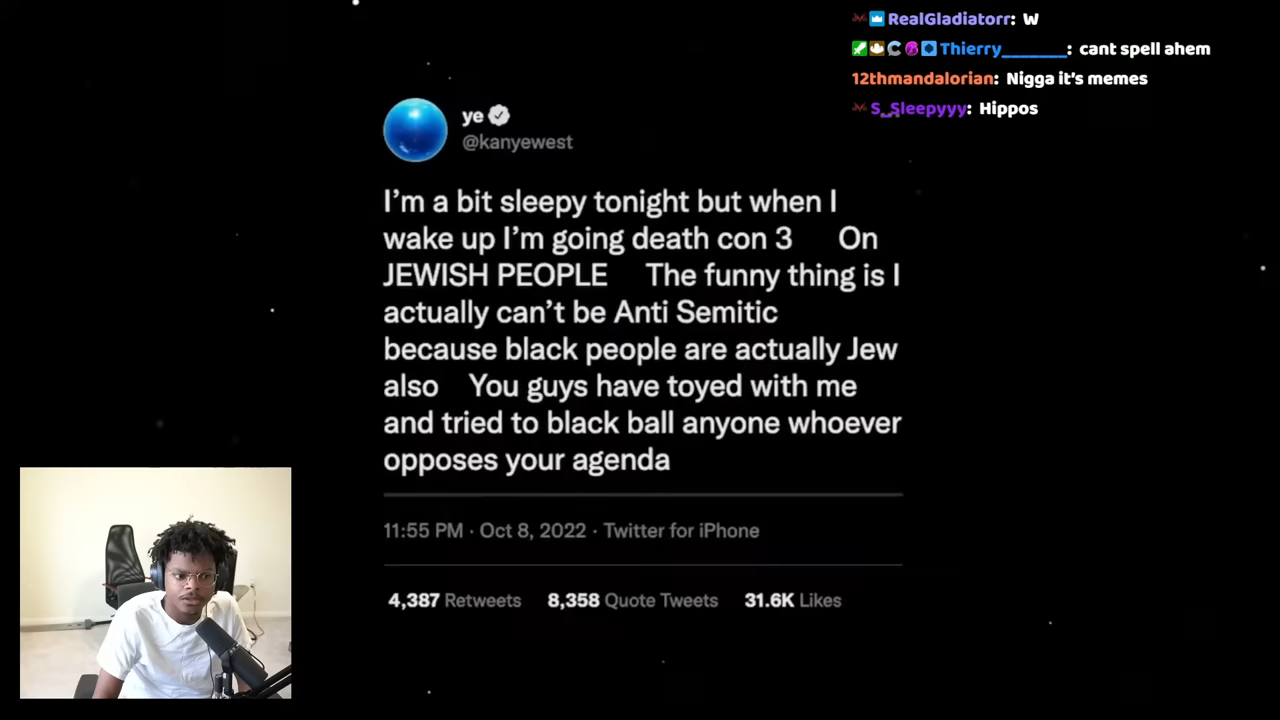 RealGladiatorr: W
Thierry_______: cant spell ahem
12thmandalorian: Nigga it's memes
S_Sleepyyy: Hippos
ye
@kanyewest
I'm a bit sleepy tonight but when I
wake up I'm going death con 3 On
JEWISH PEOPLE The funny thing is I
actually can't be Anti Semitic
because black people are actually Jew
also You guys have toyed with me
and tried to black ball anyone whoever
opposes your agenda
11:55 PM · Oct 8, 2022 · Twitter for iPhone
4,387 Retweets 8,358 Quote Tweets 31.6K Likes